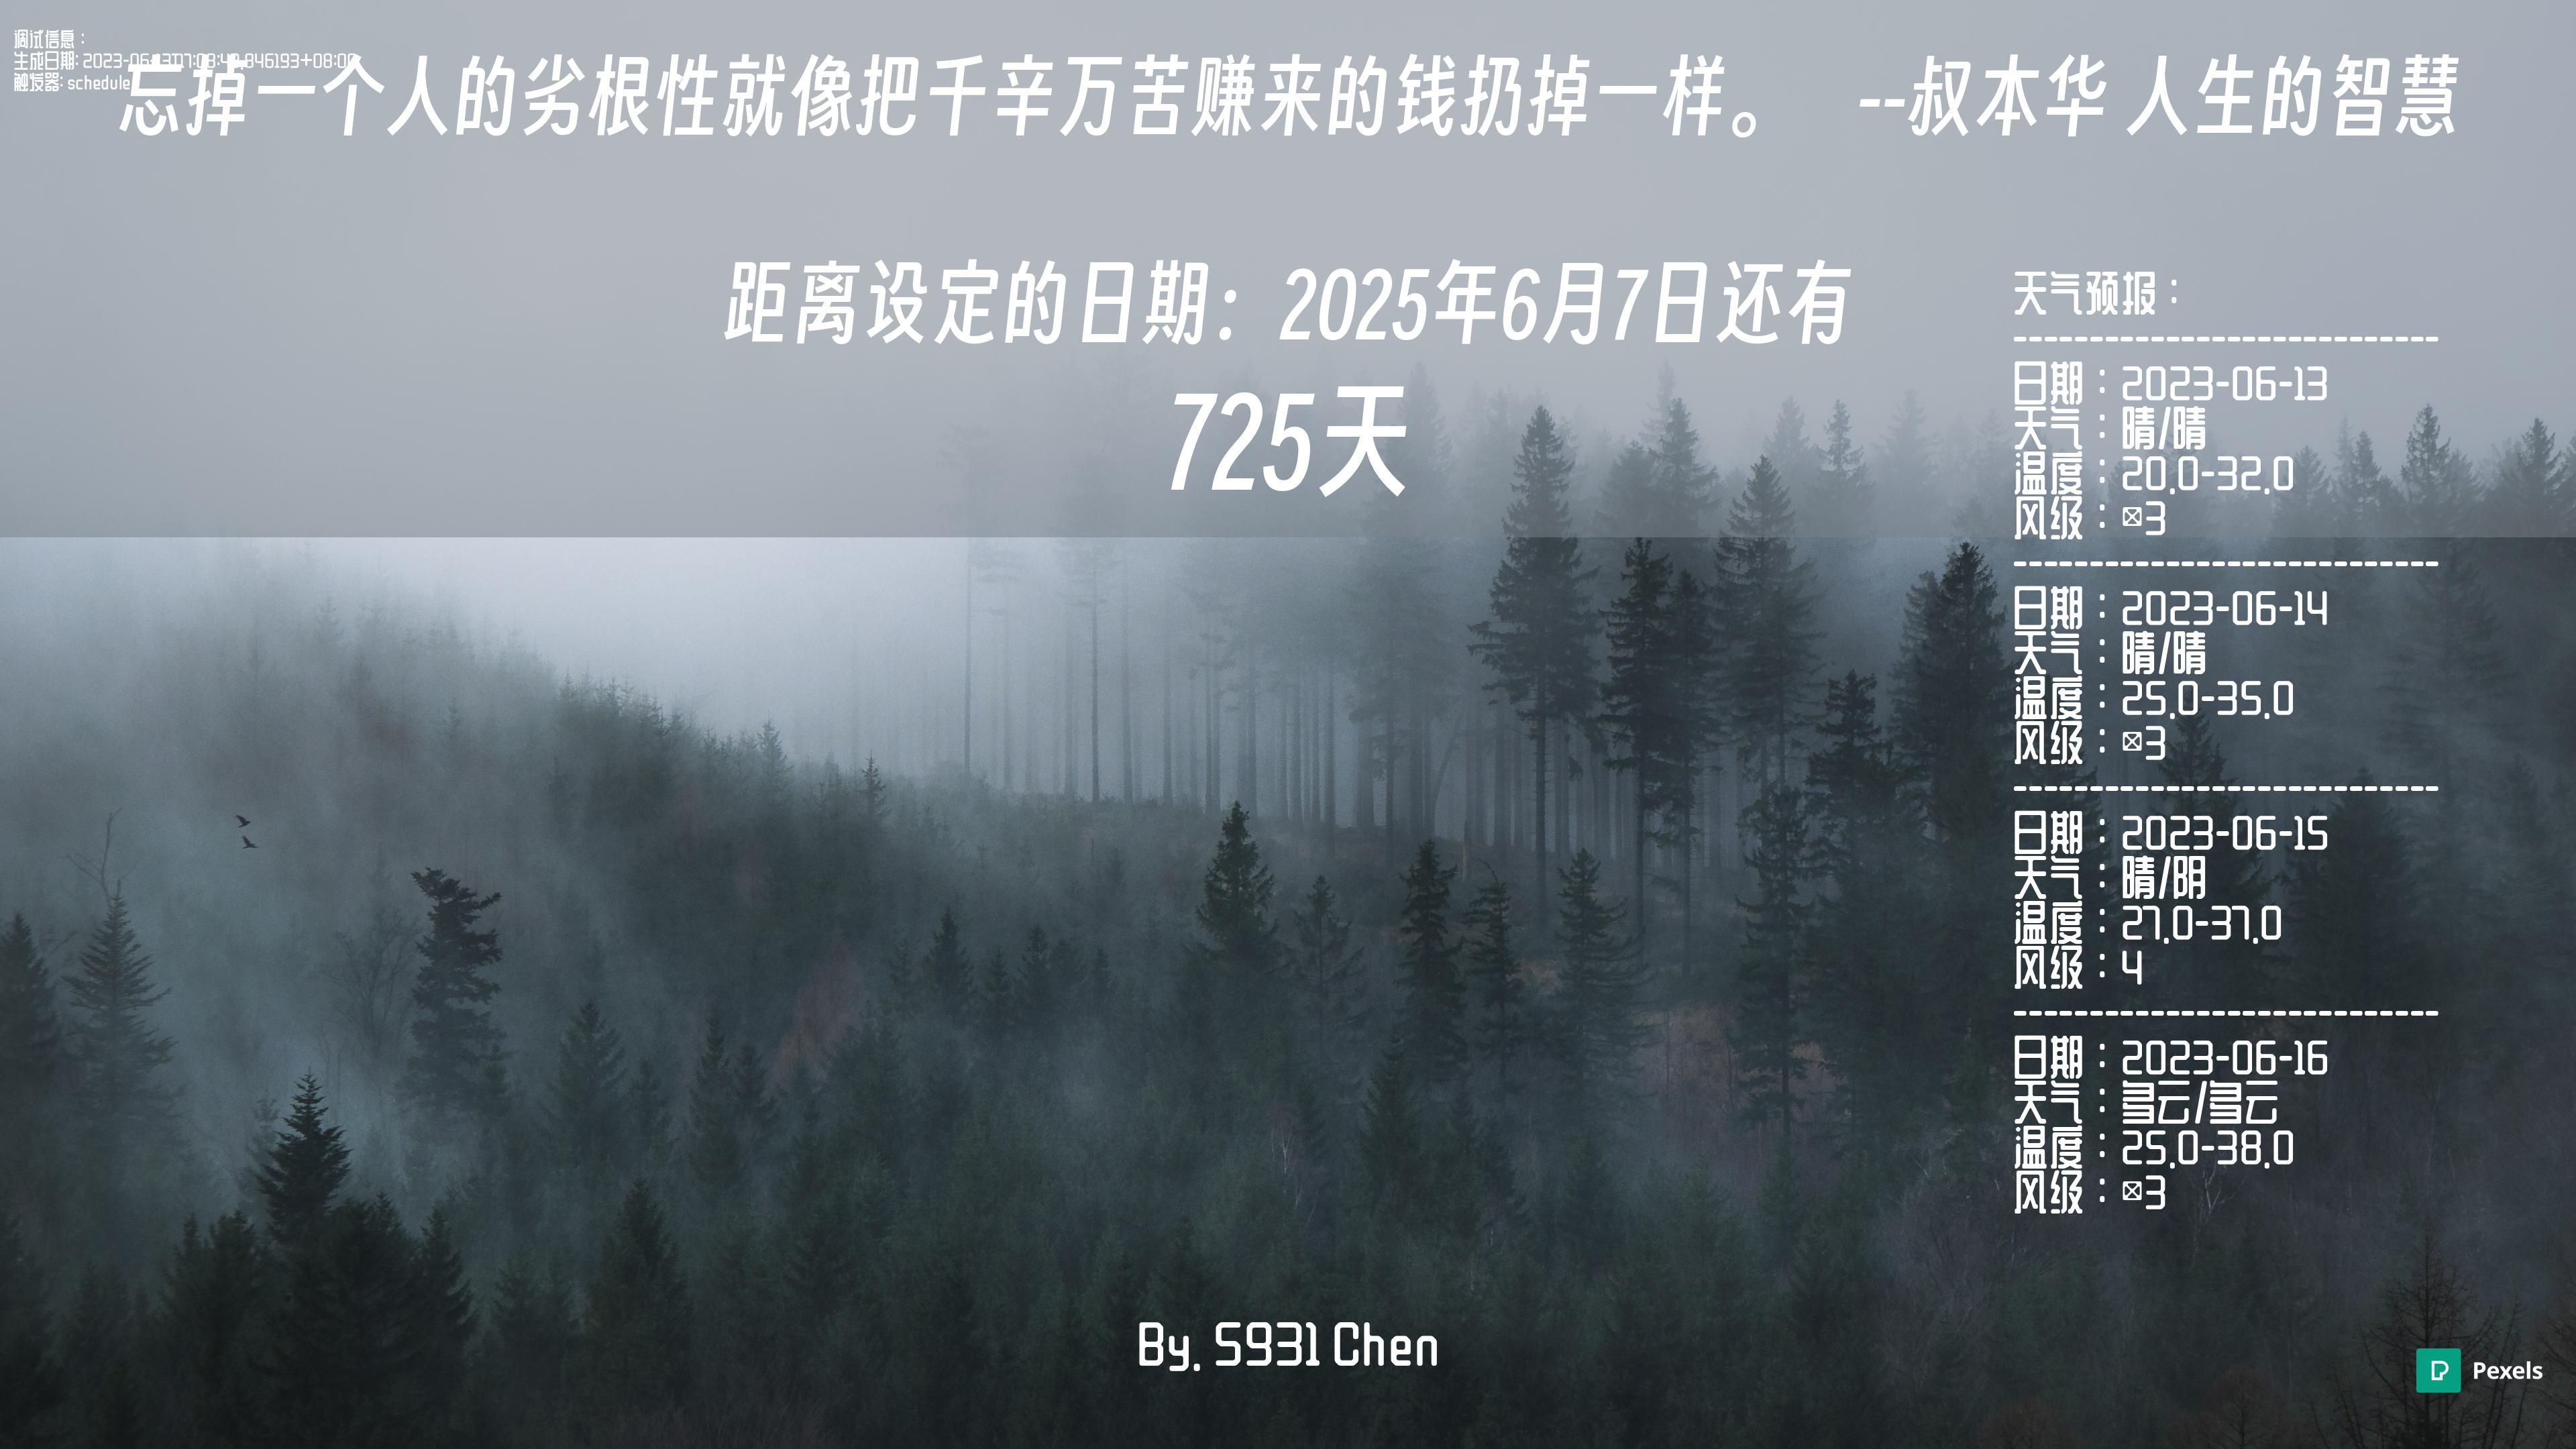 调试信息：
生成日期: 2023-06-13T17:08:4
846193+08:00
触发器: schedule
忘掉一个人的劣根性就像把千辛万苦赚来的钱扔掉一样。 --叔本华 人生的智慧
距离设定的日期：2025年6月7日还有
725天
天气预报：
----------------------------
日期：2023-06-13
天气：晴/晴
温度：20.0-32.0
风级：☒3
----------------------------
日期：2023-06-14
天气：晴/晴
温度：25.0-35.0
风级：☒3
----------------------------
日期：2023-06-15
天气：晴/阴
温度：27.0-37.0
风级：4
----------------------------
日期：2023-06-16
天气：多云/多云
温度：25.0-38.0
风级：☒3
By. S931 Chen
Pexels